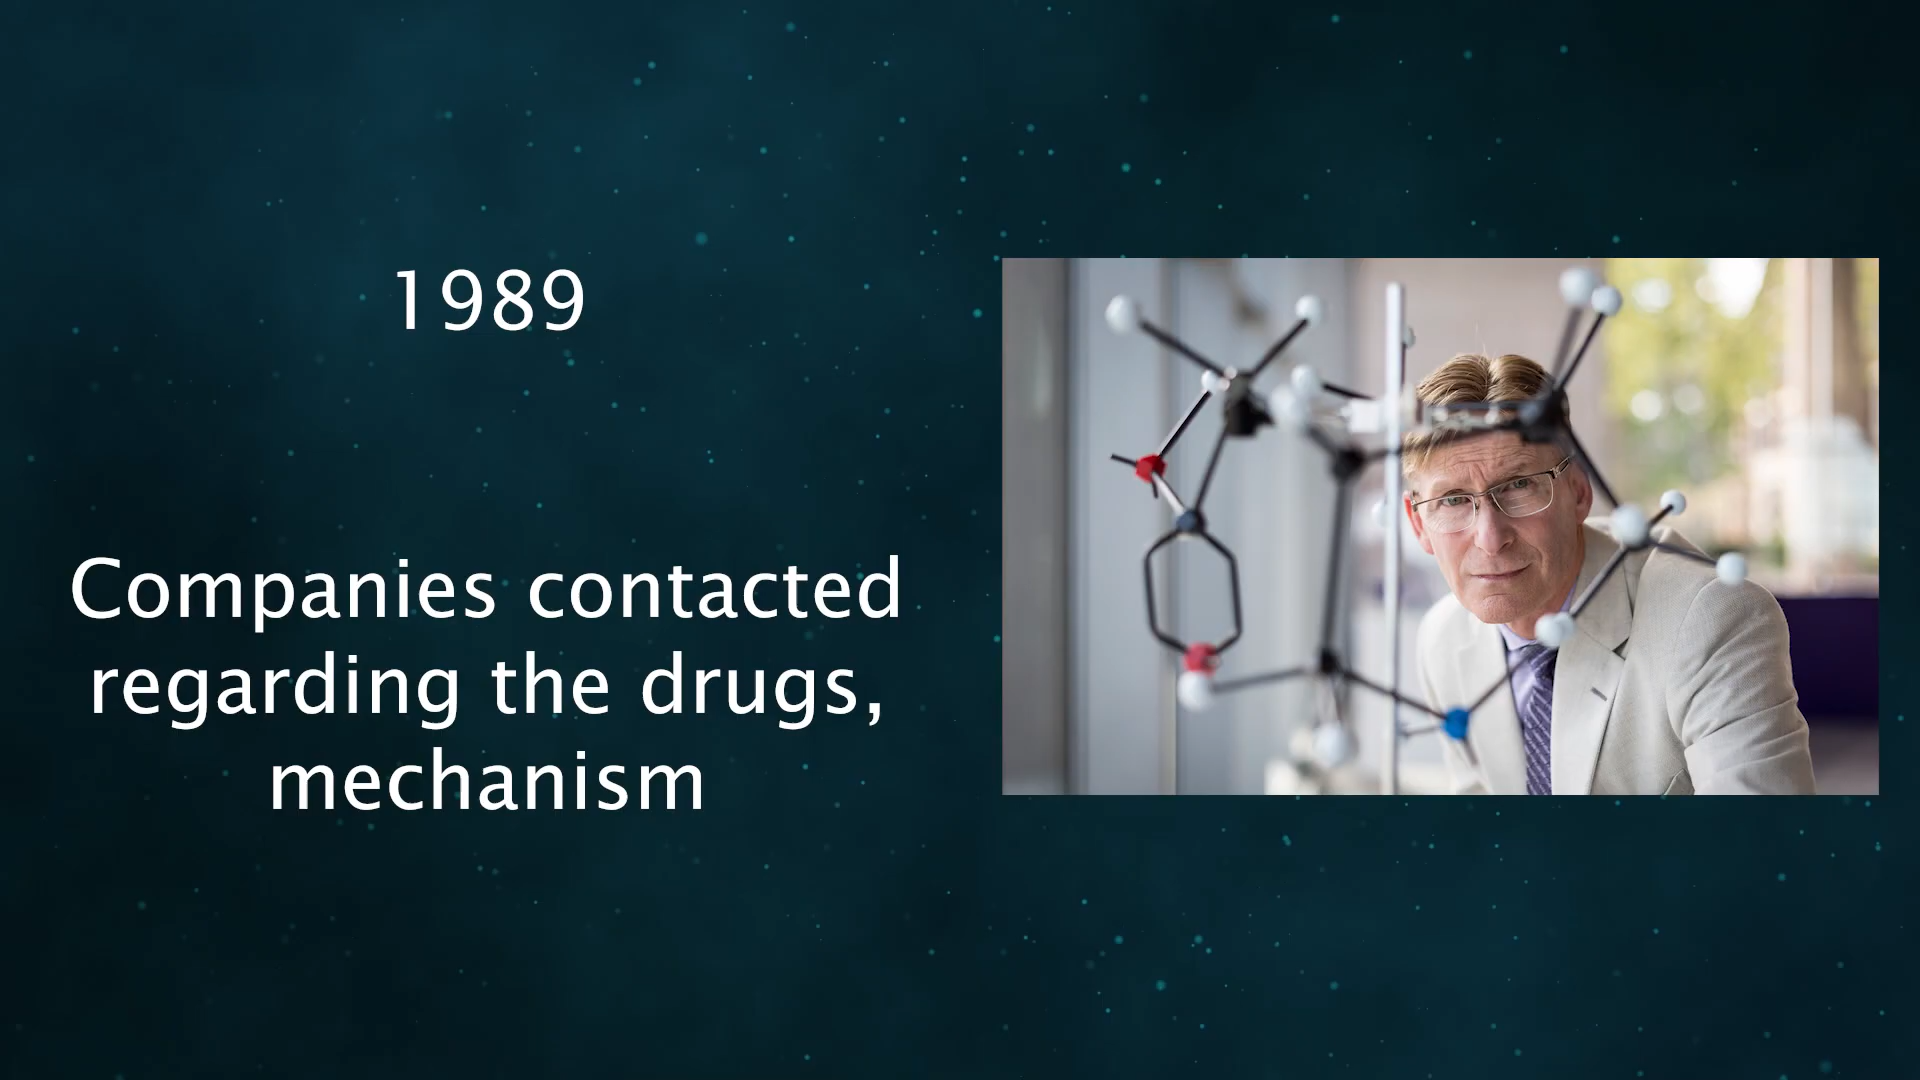 1989
Companies contacted
regarding the drugs,
mechanism